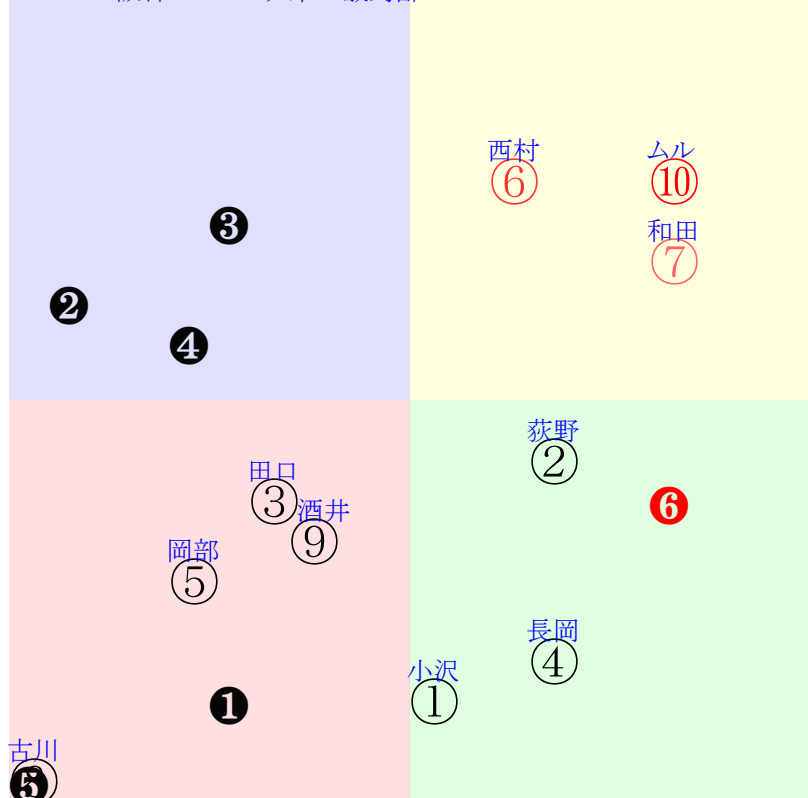 西村
⑥
ムル
⑩
和田
⑦
❸
❷
❹
荻野
②
田口
③
酒井
⑨
❻
岡部
⑤
長岡
④
小沢
①
❶
古川
❺